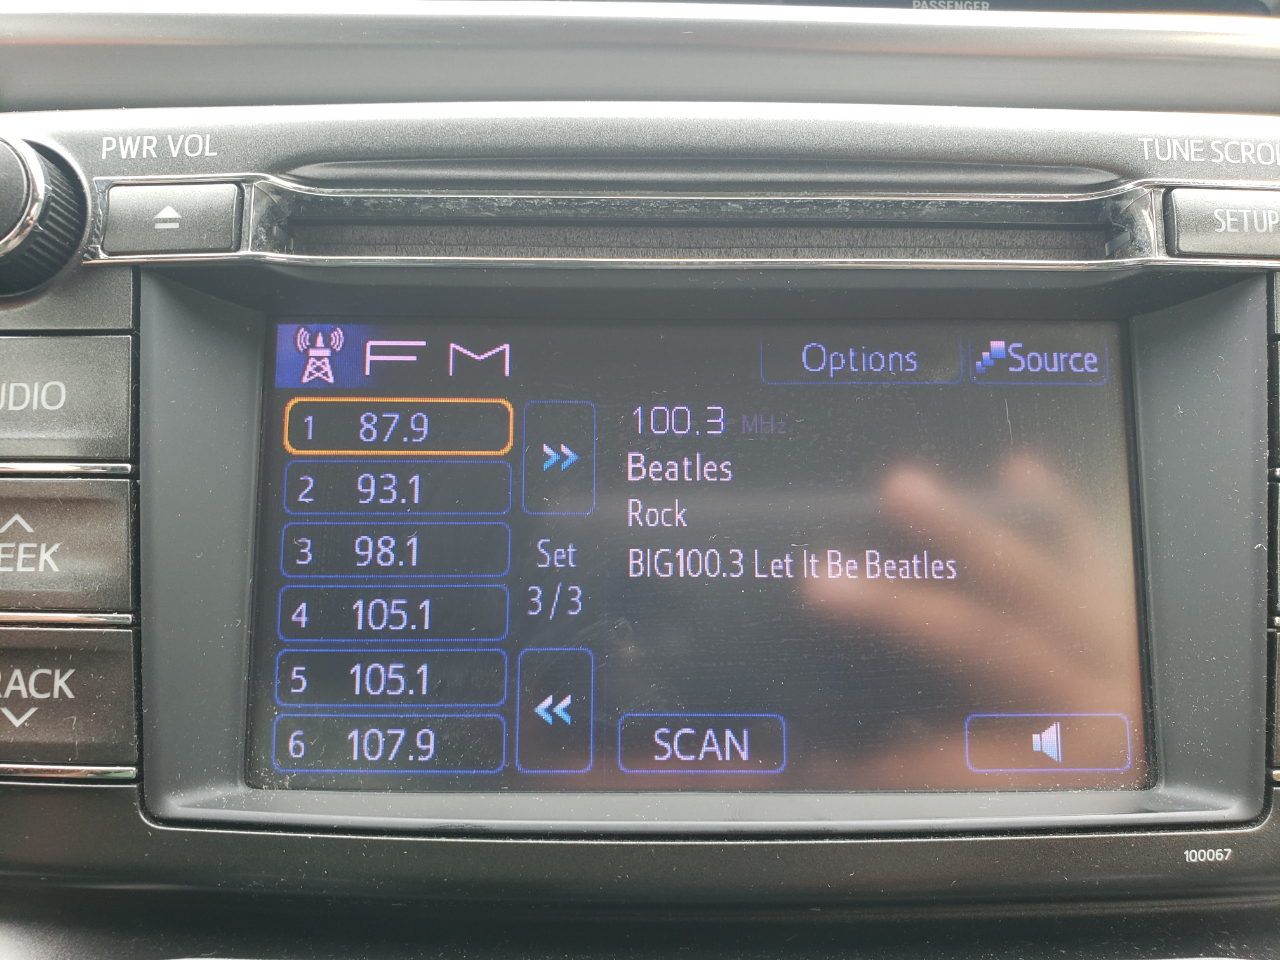 PASSENGER
PWR VOL
TUNE
SETUP
FM
Options
Source
1 87.9
2 93.1
3 98.1
4 105.1
5 105.1
6 107.9
Set
3/3
100.3 MHz
Beatles
Rock
BIG100.3 Let It Be Beatles
SCAN
UDIO
EEK
RACK
100067